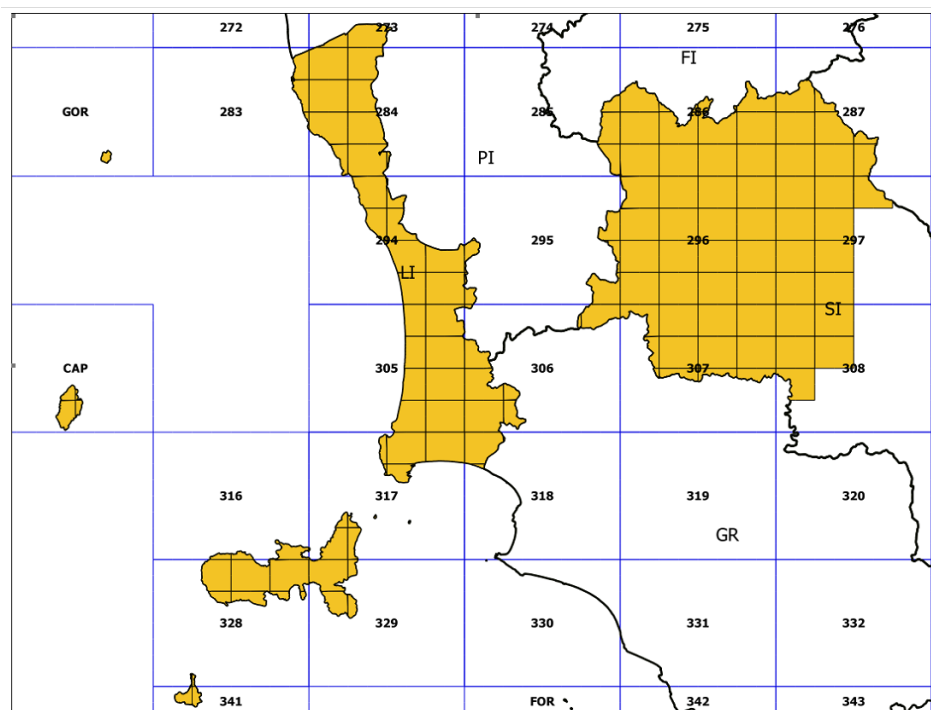 272 273 274 275 276
FI
GOR 283 284 285 286 287
PI
294 295 296 297
LI
SI
CAP 305 306 307 308
316 317 318 319 320
GR
328 329 330 331 332
341 FOR 342 343